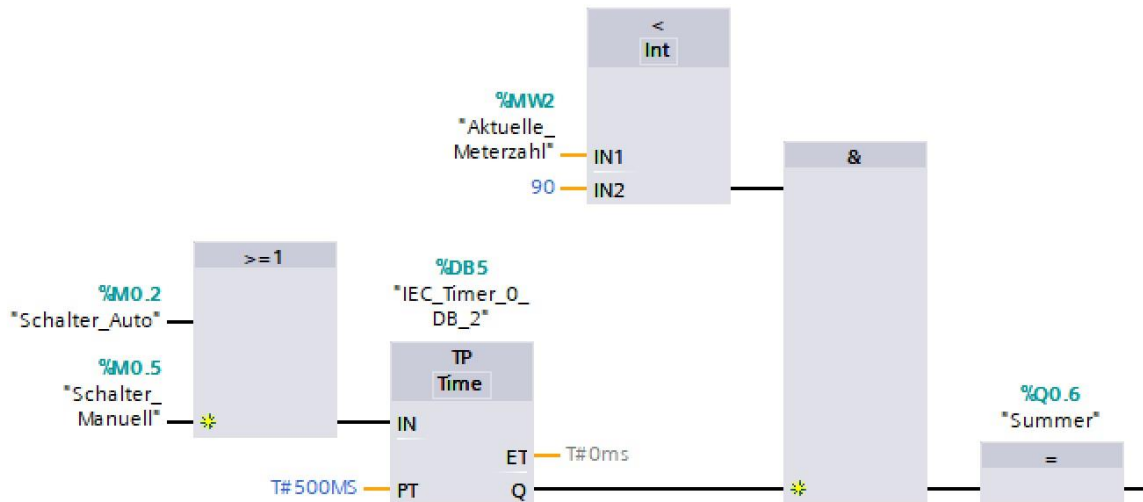 <
Int
%MW2
"Aktuelle_
Meterzahl"
IN1
90
IN2
&
>=1
%M0.2
"Schalter_Auto"
%M0.5
"Schalter_
Manuell"
%DB5
"IEC_Timer_0_
DB_2"
TP
Time
IN
ET
T#0ms
T#500MS
PT
Q
%Q0.6
"Summer"
=